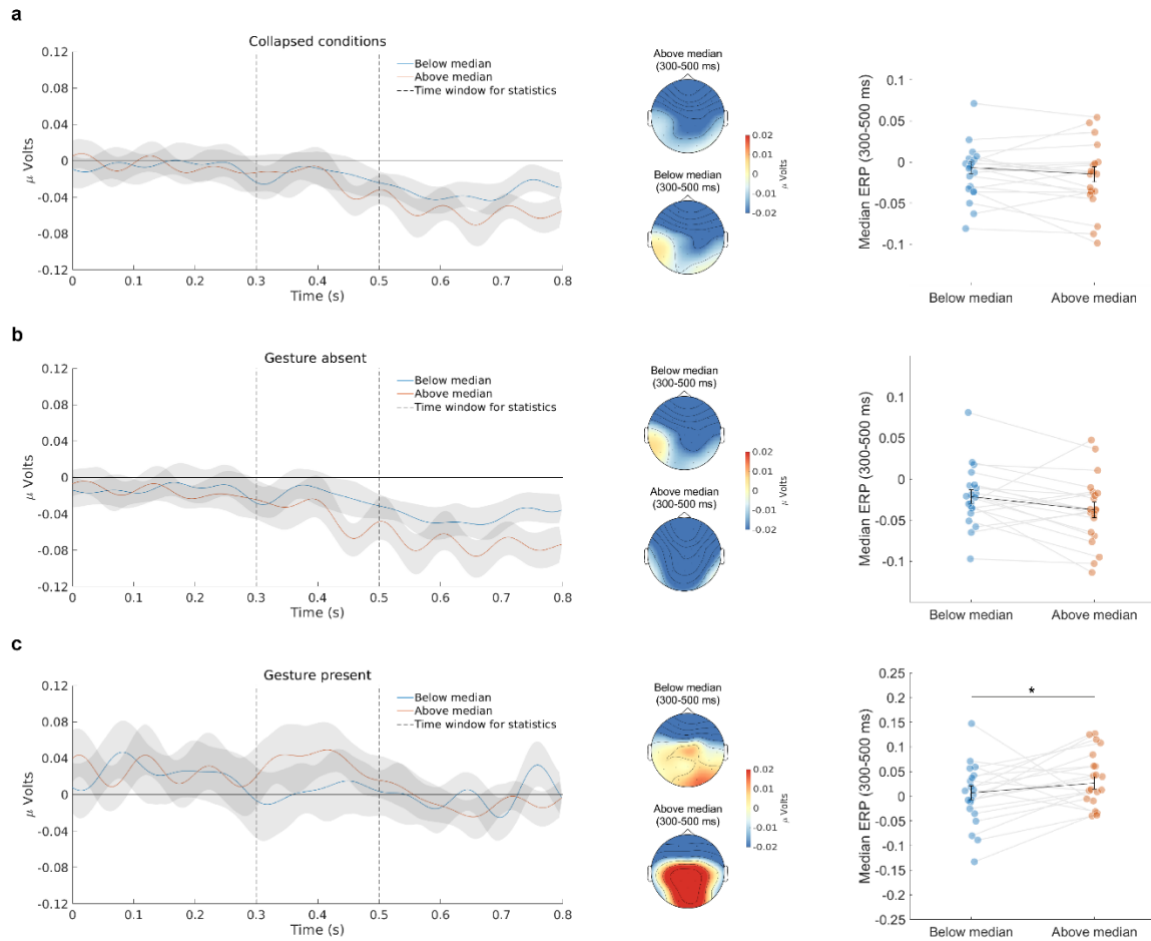 a
Collapsed conditions
0.12
0.08
0.04
0
-0.04
-0.08
-0.12
μ Volts
Below median
Above median
Time window for statistics
0 0.1 0.2 0.3 0.4 0.5 0.6 0.7 0.8
Time (s)
Above median
(300-500 ms)
Below median
(300-500 ms)
0.02
0.01
0
-0.01
-0.02
μ Volts
Median ERP (300-500 ms)
0.1
0.05
0
-0.05
-0.1
Below median Above median
b
Gesture absent
0.12
0.08
0.04
0
-0.04
-0.08
-0.12
μ Volts
Below median
Above median
Time window for statistics
0 0.1 0.2 0.3 0.4 0.5 0.6 0.7 0.8
Time (s)
Below median
(300-500 ms)
Above median
(300-500 ms)
0.02
0.01
0
-0.01
-0.02
μ Volts
Median ERP (300-500 ms)
0.1
0.05
0
-0.05
-0.1
Below median Above median
c
Gesture present
0.12
0.08
0.04
0
-0.04
-0.08
-0.12
μ Volts
Below median
Above median
Time window for statistics
0 0.1 0.2 0.3 0.4 0.5 0.6 0.7 0.8
Time (s)
Below median
(300-500 ms)
Above median
(300-500 ms)
0.02
0.01
0
-0.01
-0.02
μ Volts
Median ERP (300-500 ms)
0.25
0.2
0.15
0.1
0.05
0
-0.05
-0.1
-0.15
-0.2
-0.25
*
Below median Above median